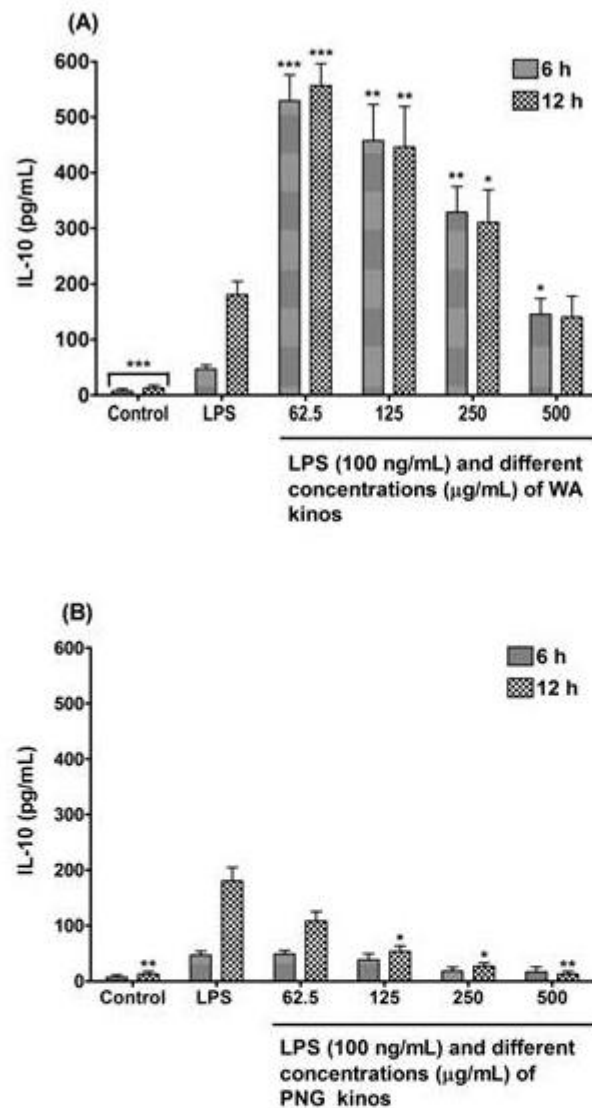 (A)
600
500
400
300
200
100
0
IL-10 (pg/mL)
6 h
12 h
***
***
***
**
**
**
*
*
Control
LPS
62.5
125
250
500
LPS (100 ng/mL) and different
concentrations (μg/mL) of WA
kinos
(B)
600
500
400
300
200
100
0
IL-10 (pg/mL)
6 h
12 h
**
*
*
**
Control
LPS
62.5
125
250
500
LPS (100 ng/mL) and different
concentrations (μg/mL) of
PNG kinos